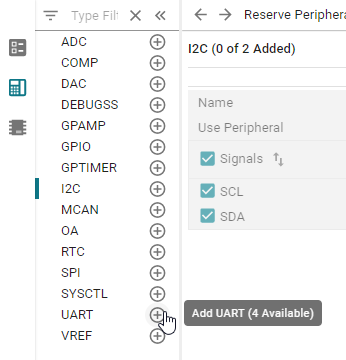 Type Filt
Reserve Periphera
ADC
COMP
DAC
DEBUGSS
GPAMP
GPIO
GPTIMER
I2C
MCAN
OA
RTC
SPI
SYSCTL
UART
VREF
I2C (0 of 2 Added)
Name
Use Peripheral
Signals
SCL
SDA
Add UART (4 Available)